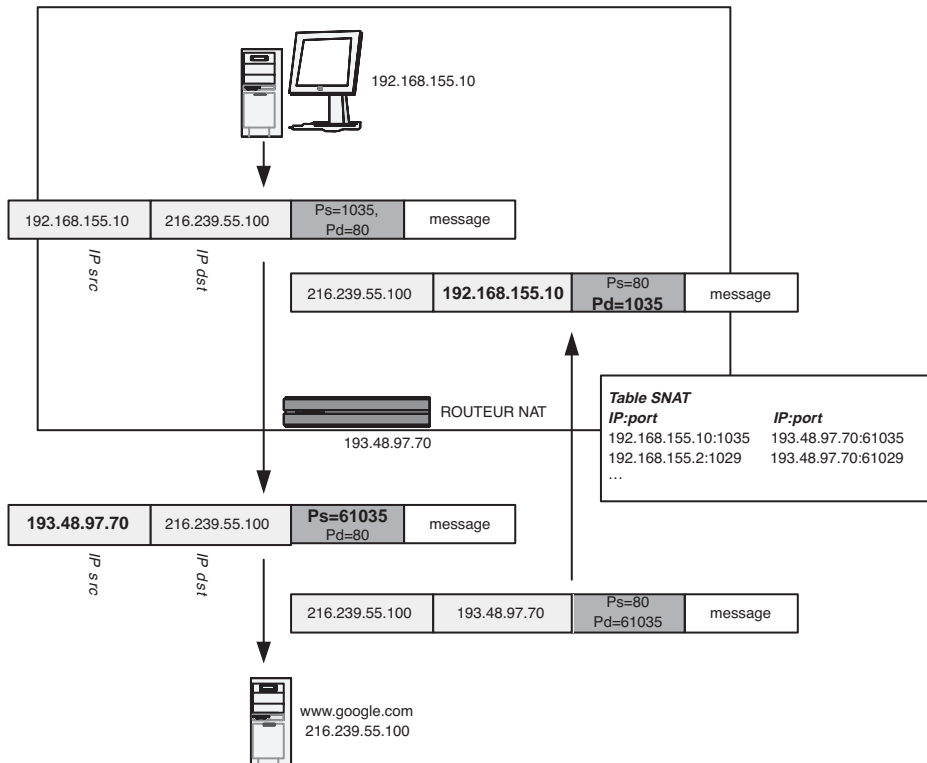 192.168.155.10
192.168.155.10 216.239.55.100 Ps=1035, message
Pd=80
IP src IP dst
216.239.55.100 192.168.155.10 Ps=80 message
Pd=1035
Table SNAT
IP:port IP:port
192.168.155.10:1035 193.48.97.70:61035
192.168.155.2:1029 193.48.97.70:61029
…
ROUTEUR NAT
193.48.97.70
193.48.97.70 216.239.55.100 Ps=61035 message
Pd=80
IP src IP dst
216.239.55.100 193.48.97.70 Ps=80 message
Pd=61035
www.google.com
216.239.55.100